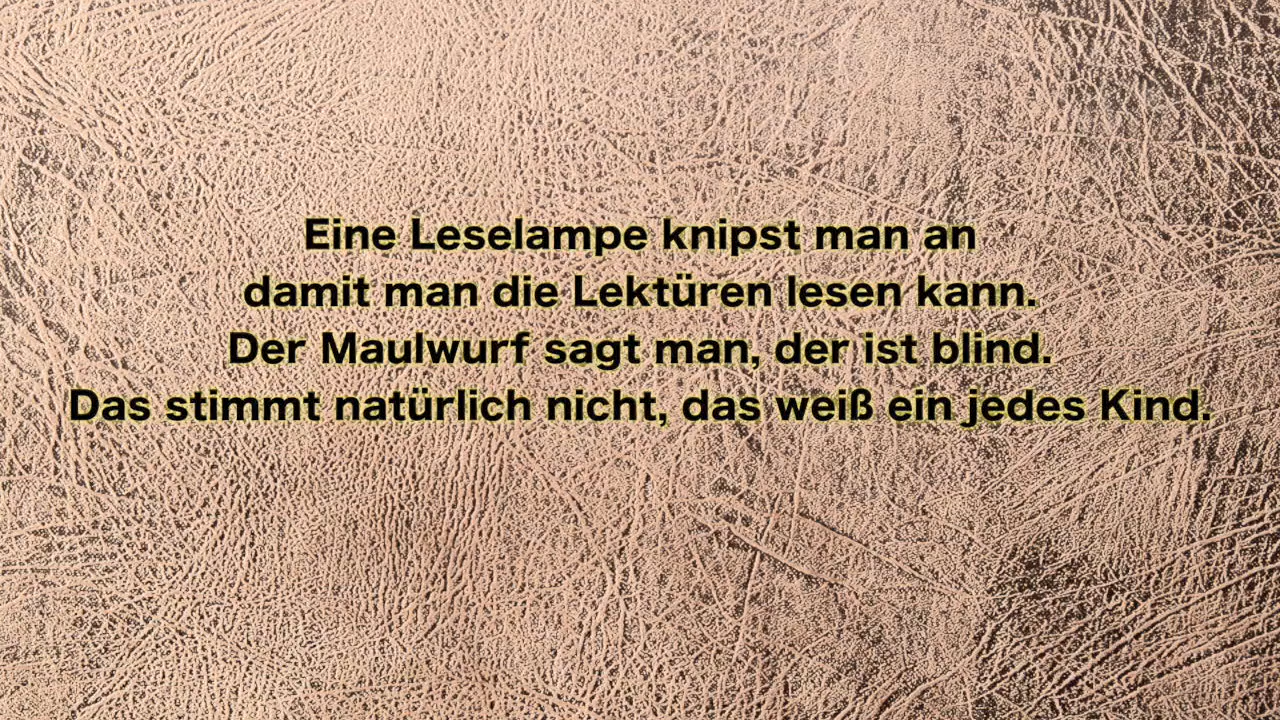 Eine Leselampe knipst man an
damit man die Lektüren lesen kann.
Der Maulwurf sagt man, der ist blind.
Das stimmt natürlich nicht, das weiß ein jedes Kind.